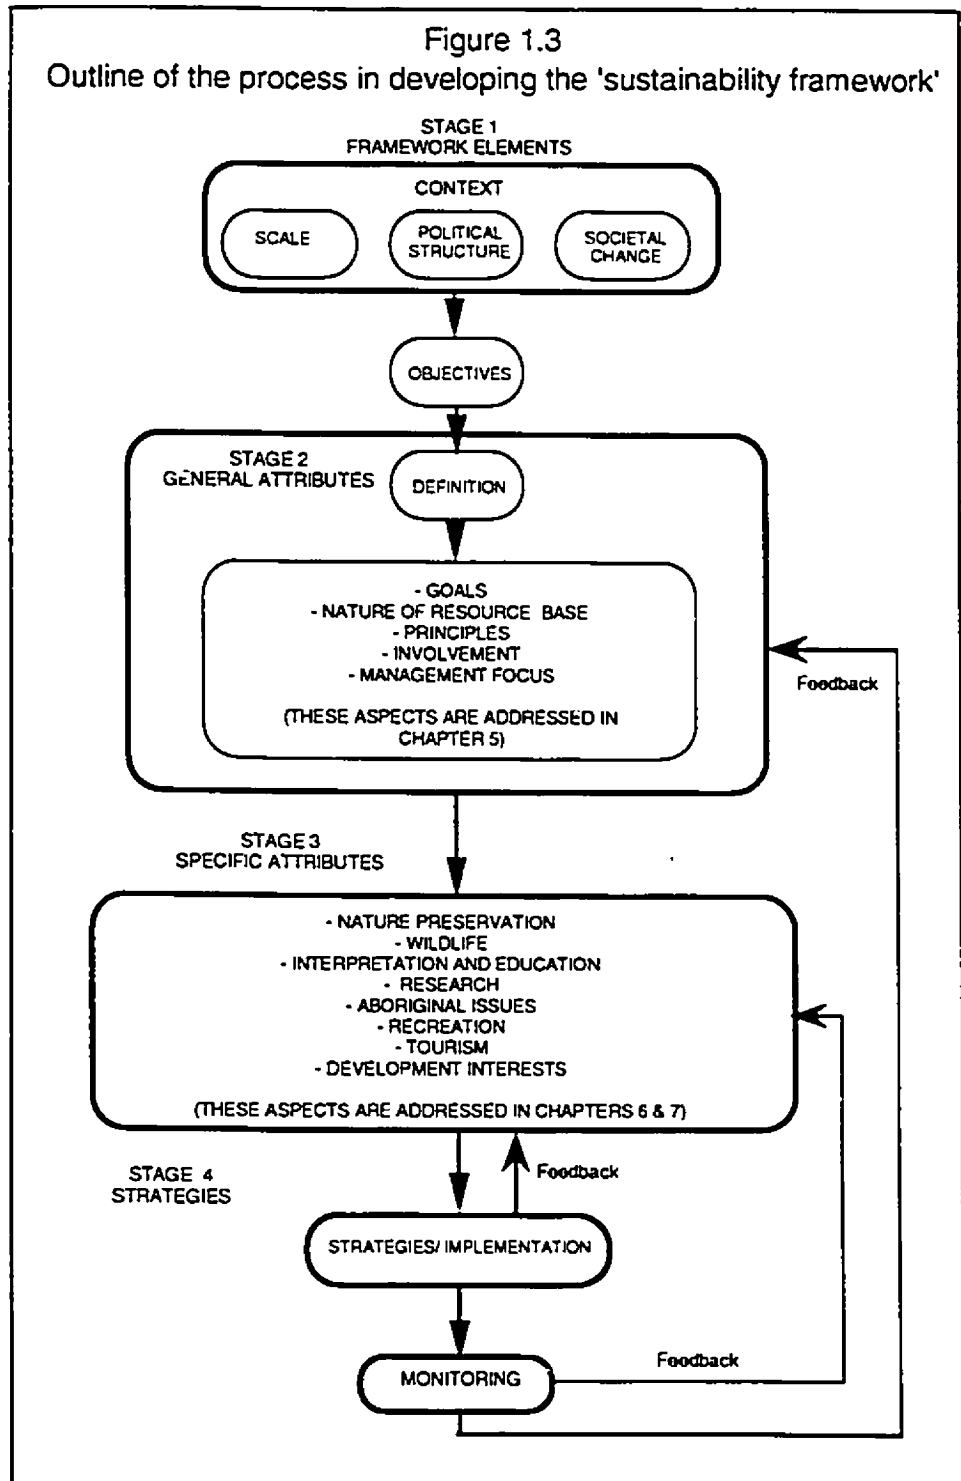 Figure 1.3
Outline of the process in developing the 'sustainability framework'
STAGE 1
FRAMEWORK ELEMENTS
CONTEXT
SCALE
POLITICAL
STRUCTURE
SOCIETAL
CHANGE
OBJECTIVES
STAGE 2
GENERAL ATTRIBUTES
DEFINITION
- GOALS
- NATURE OF RESOURCE BASE
- PRINCIPLES
- INVOLVEMENT
- MANAGEMENT FOCUS
(THESE ASPECTS ARE ADDRESSED IN
CHAPTER 5)
Foodback
STAGE 3
SPECIFIC ATTRIBUTES
- NATURE PRESERVATION
- WILDLIFE
- INTERPRETATION AND EDUCATION
- RESEARCH
- ABORIGINAL ISSUES
- RECREATION
- TOURISM
- DEVELOPMENT INTERESTS
(THESE ASPECTS ARE ADDRESSED IN CHAPTERS 6 & 7)
STAGE 4
STRATEGIES
Foodback
STRATEGIES/ IMPLEMENTATION
MONITORING
Foodback